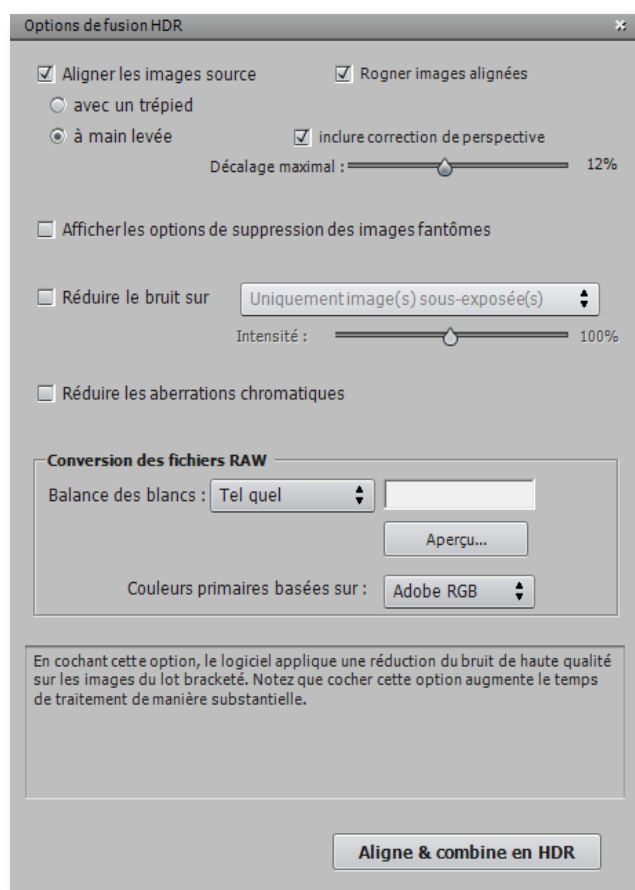 Options de fusion HDR
Aligner les images source Rogner images alignées
avec un trépied
à main levée inclure correction de perspective
Décalage maximal : 12%
Afficher les options de suppression des images fantômes
Réduire le bruit sur Uniquement image(s) sous-exposée(s)
Intensité : 100%
Réduire les aberrations chromatiques
Conversion des fichiers RAW
Balance des blancs : Tel quel
Aperçu...
Couleurs primaires basées sur : Adobe RGB
En cochant cette option, le logiciel applique une réduction du bruit de haute qualité
sur les images du lot bracketé. Notez que cocher cette option augmente le temps
de traitement de manière substantielle.
Aligne & combine en HDR